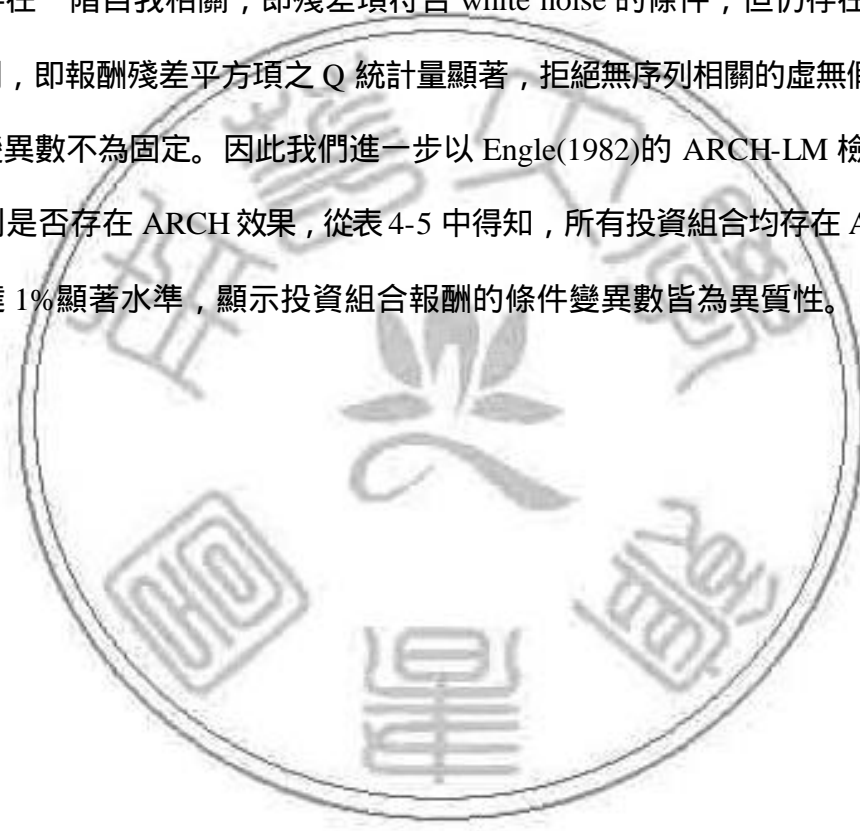 存在一階自我相關，即殘差項符合 white noise 的條件，但仍存在
，即報酬殘差平方項之 Q 統計量顯著，拒絕無序列相關的虛無
異數不為固定。因此我們進一步以 Engle(1982)的 ARCH-LM 檢
是否存在 ARCH 效果，從表 4-5 中得知，所有投資組合均存在 A
1%顯著水準，顯示投資組合報酬的條件變異數皆為異質性。